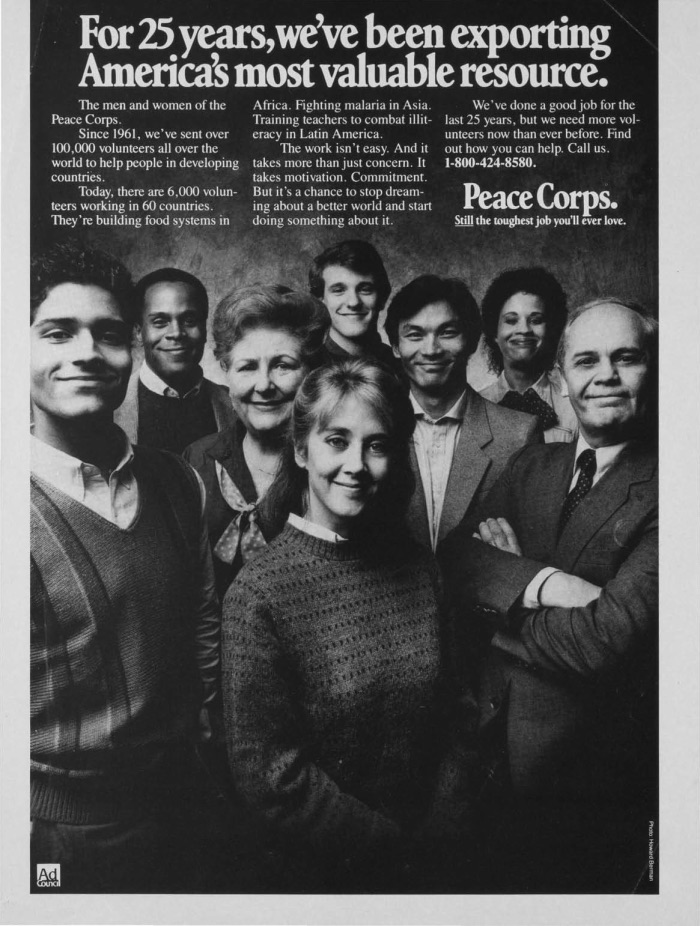 For 25 years, we've been exporting
America's most valuable resource.
The men and women of the
Peace Corps.
Since 1961, we've sent over
100,000 volunteers all over the
world to help people in developing
countries.
Today, there are 6,000 volun-
teers working in 60 countries.
They're building food systems in
Africa. Fighting malaria in Asia.
Training teachers to combat illit-
eracy in Latin America.
The work isn't easy. And it
takes more than just concern. It
takes motivation. Commitment.
But it's a chance to stop dream-
ing about a better world and start
doing something about it.
We've done a good job for the
last 25 years, but we need more vol-
unteers now than ever before. Find
out how you can help. Call us.
1-800-424-8580.
Peace Corps.
Still the toughest job you'll ever love.
Photo: Howard Berman
Ad
Council